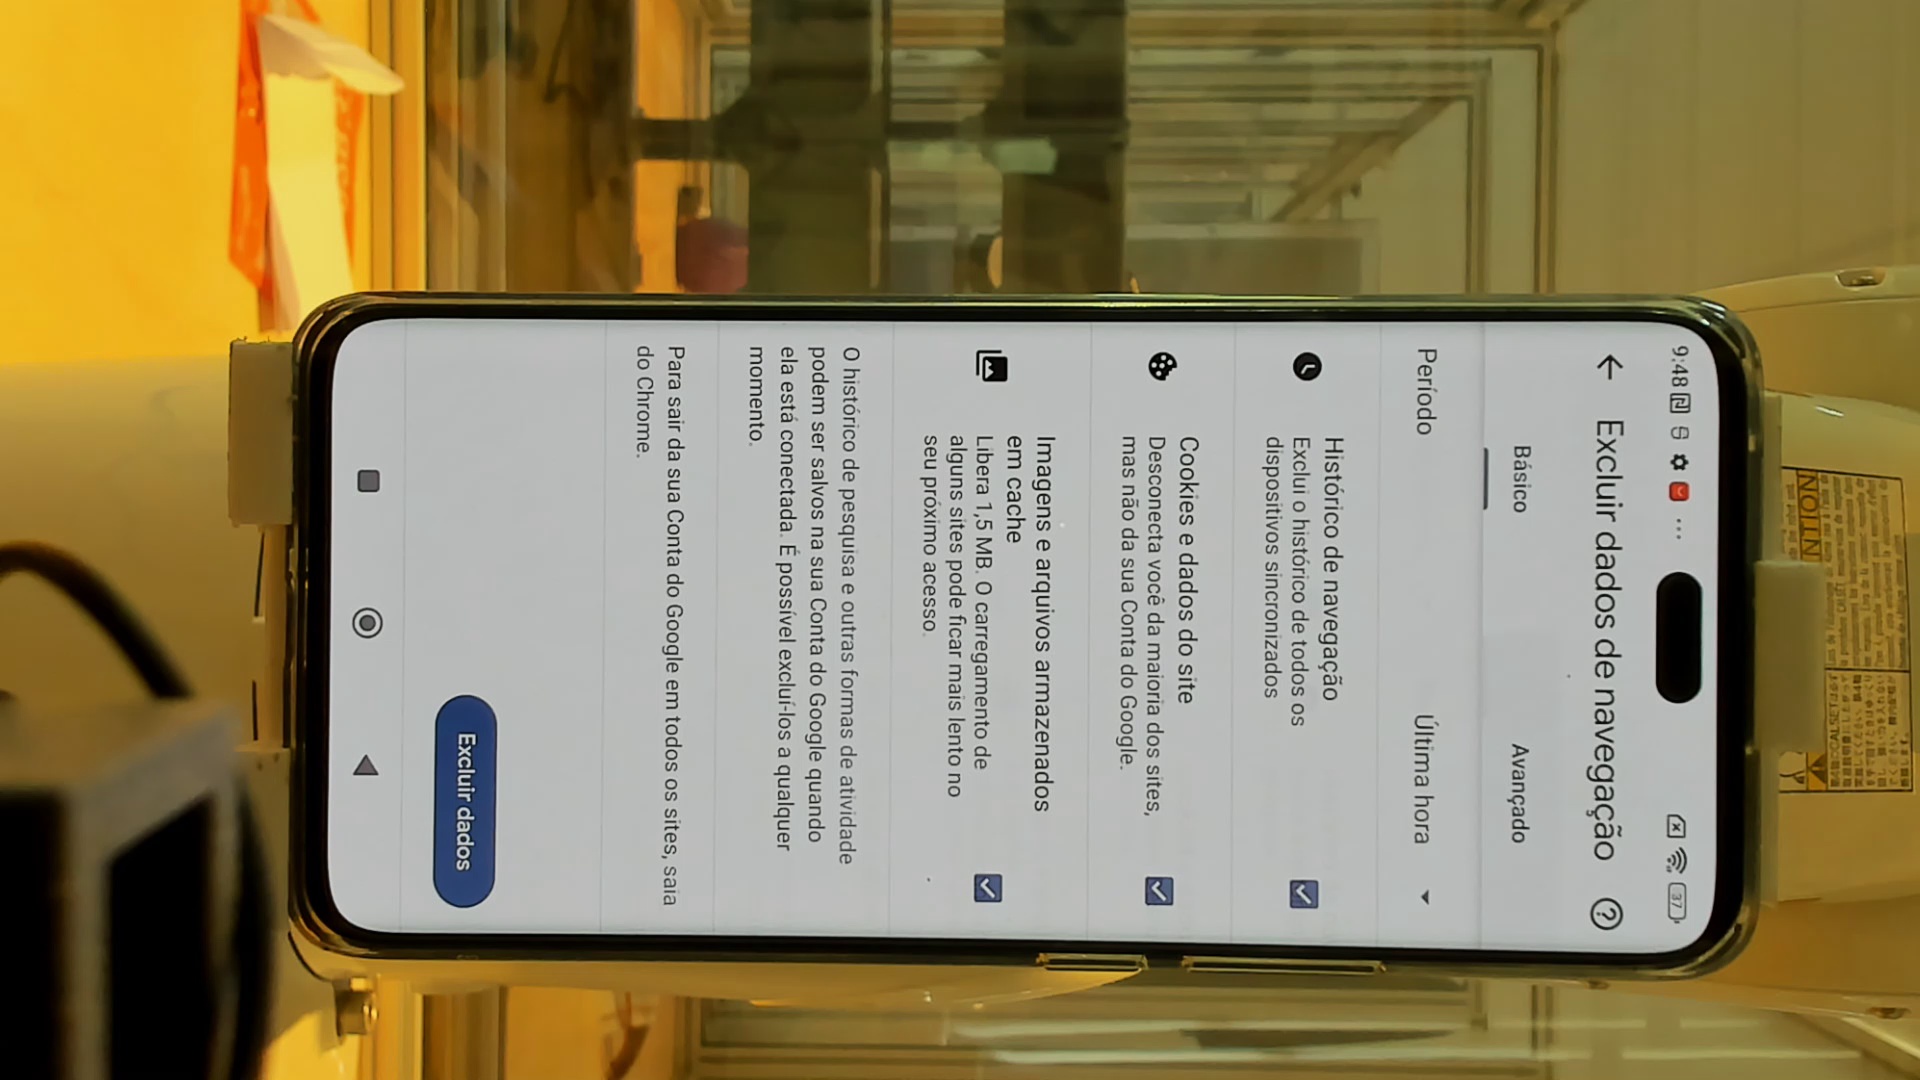 9:48 ... 37
Excluir dados de navegação
Básico Avançado
Período Última hora
Histórico de navegação
Exclui o histórico de todos os
dispositivos sincronizados
Cookies e dados do site
Desconecta você da maioria dos sites,
mas não da sua Conta do Google.
Imagens e arquivos armazenados
em cache
Libera 1,5 MB. O carregamento de
alguns sites pode ficar mais lento no
seu próximo acesso.
O histórico de pesquisa e outras formas de atividade
podem ser salvos na sua Conta do Google quando
ela está conectada. É possível excluí-los a qualquer
momento.
Para sair da sua Conta do Google em todos os sites, saia
do Chrome.
Excluir dados